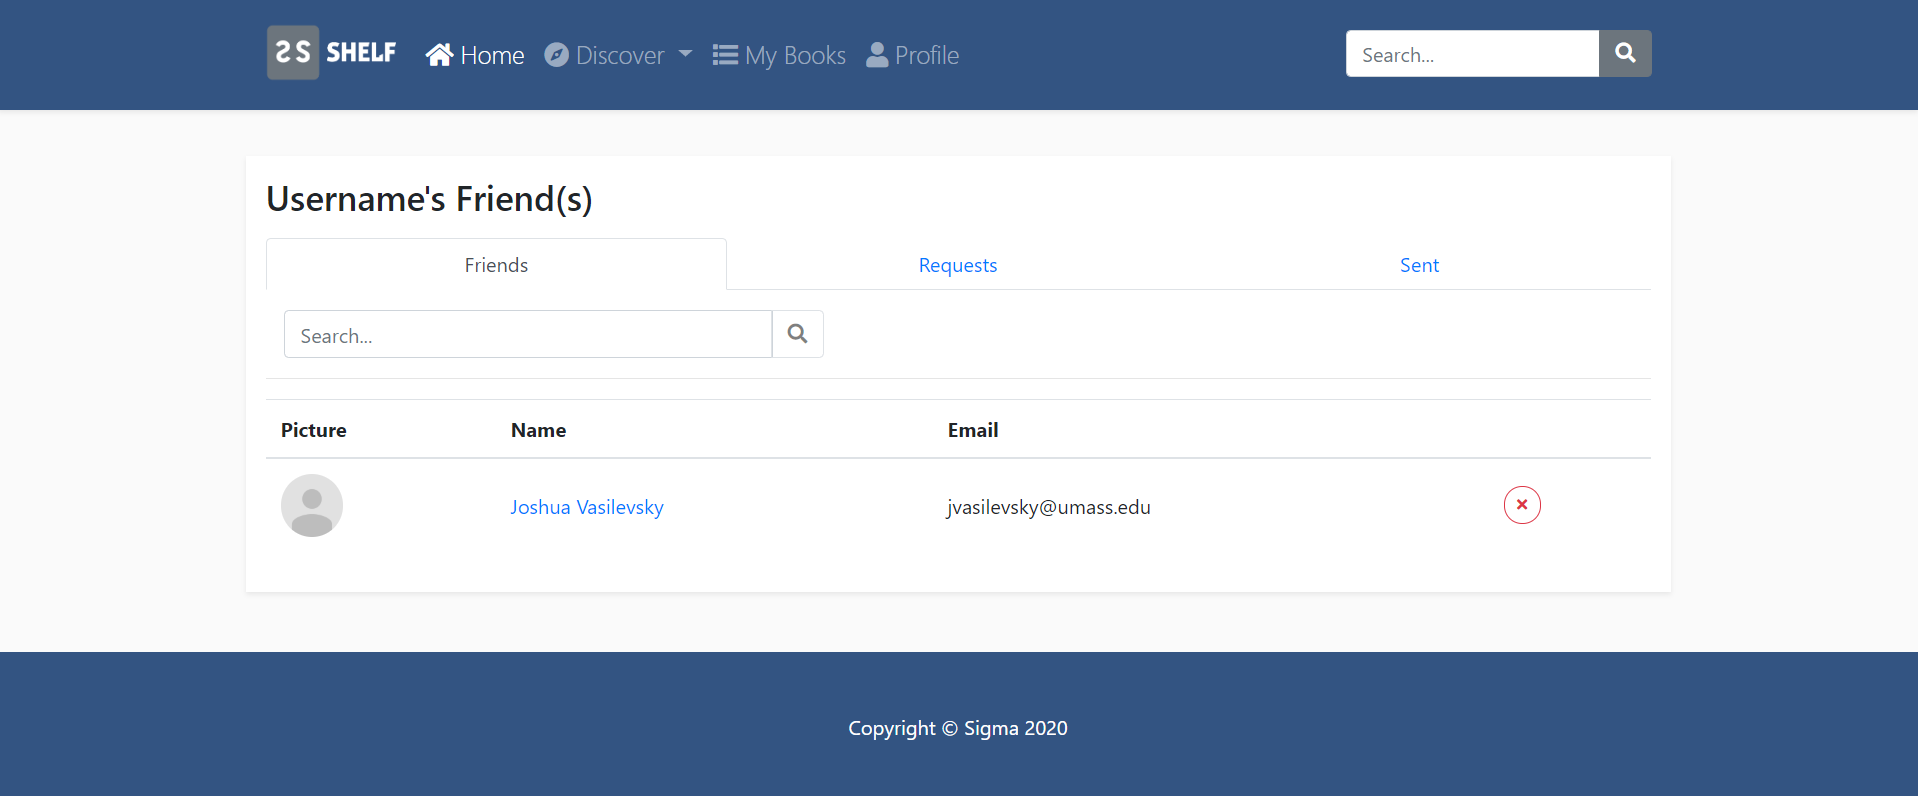 SS SHELF Home Discover My Books Profile Search...
Username's Friend(s)
Friends Requests Sent
Search...
Picture Name Email
Joshua Vasilevsky jvasilevsky@umass.edu
Copyright © Sigma 2020